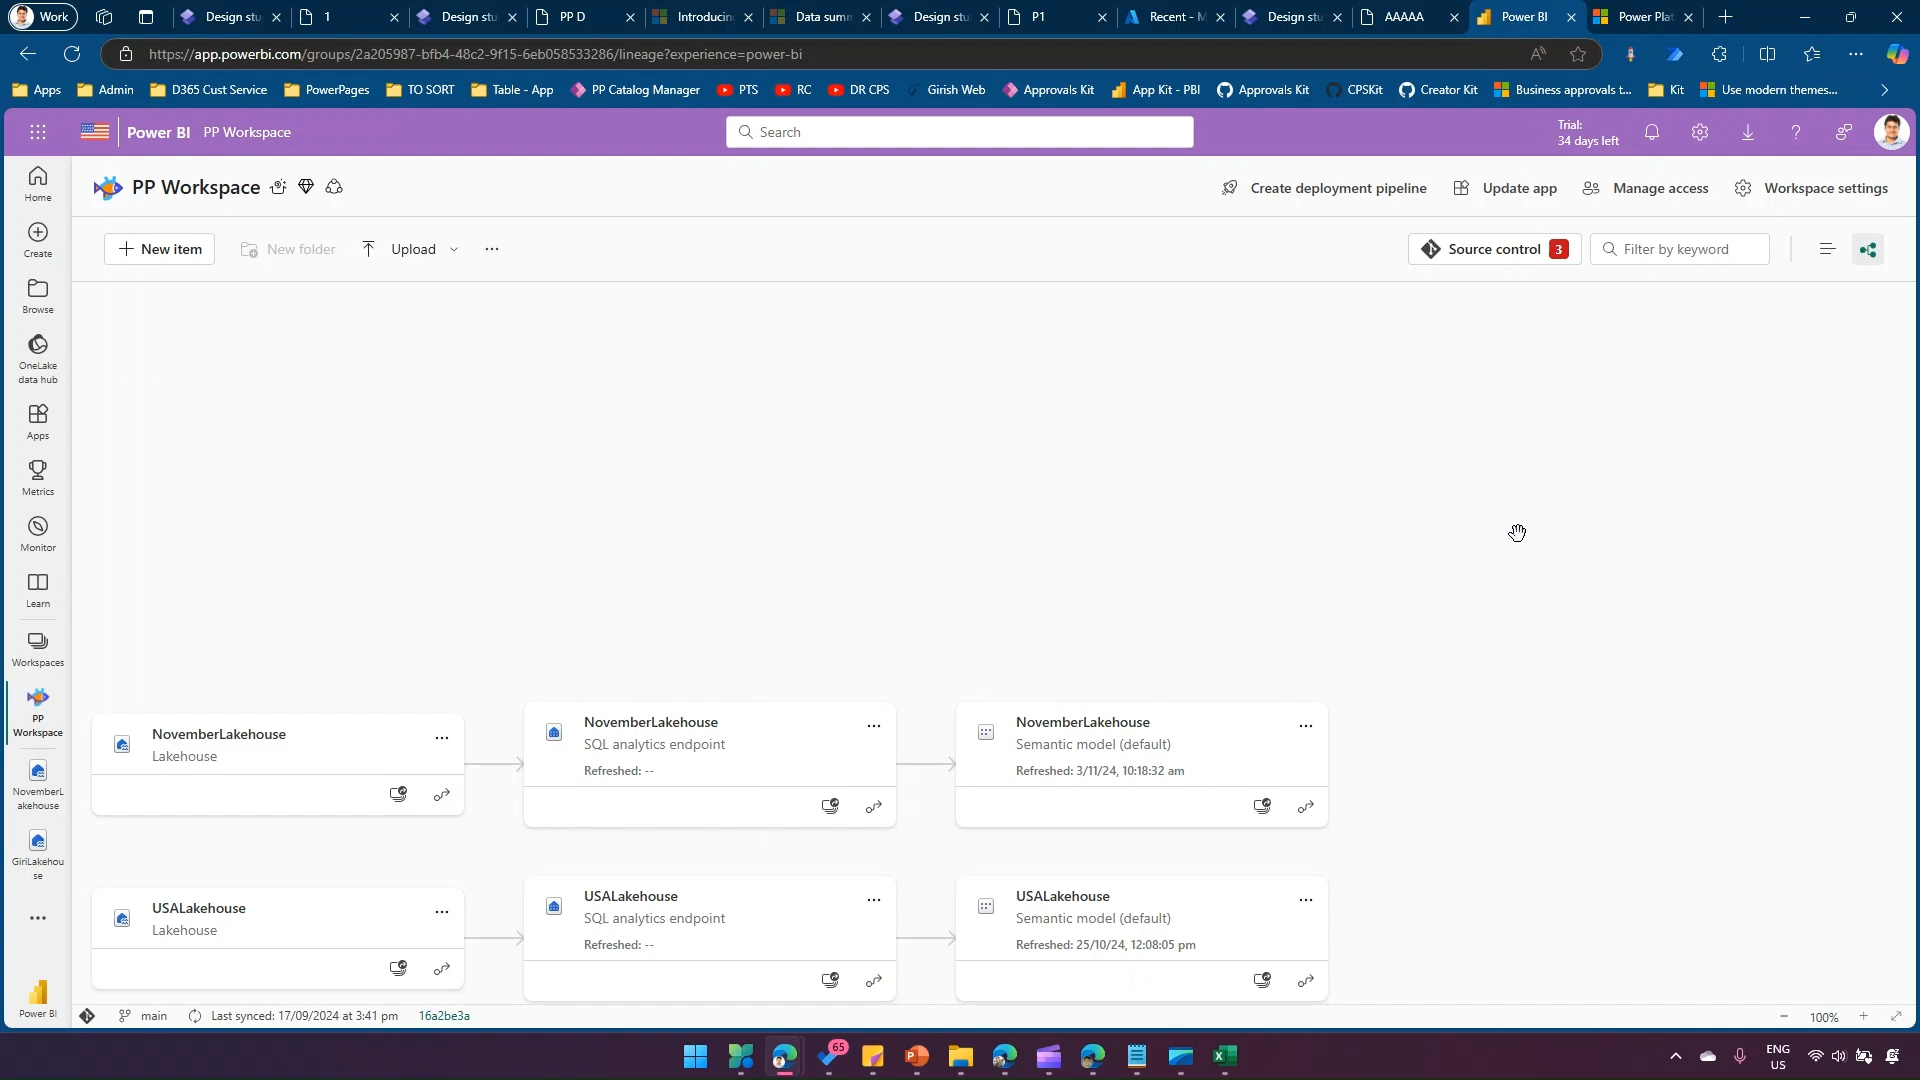 Work
Design stu
1
Design stu
PP D
Introducin
Data sum
Design stu
P1
Recent - M
Design stu
AAAAA
Power BI
Power Plat
https://app.powerbi.com/groups/2a205987-bfb4-48c2-9f15-6eb058533286/lineage?experience=power-bi
Apps
Admin
D365 Cust Service
PowerPages
TO SORT
Table - App
PP Catalog Manager
PTS
RC
DR CPS
Girish Web
Approvals Kit
App Kit - PBI
Approvals Kit
CPSKit
Creator Kit
Business approvals t...
Kit
Use modern themes...
Power BI
PP Workspace
Search
Trial:
34 days left
PP Workspace
Create deployment pipeline
Update app
Manage access
Workspace settings
New item
New folder
Upload
Source control 3
Filter by keyword
Home
Create
Browse
OneLake
data hub
Apps
Metrics
Monitor
Learn
Workspaces
PP
Workspace
NovemberL
akehouse
GiriLakehou
se
Power BI
NovemberLakehouse
Lakehouse
NovemberLakehouse
SQL analytics endpoint
Refreshed: --
NovemberLakehouse
Semantic model (default)
Refreshed: 3/11/24, 10:18:32 am
USALakehouse
Lakehouse
USALakehouse
SQL analytics endpoint
Refreshed: --
USALakehouse
Semantic model (default)
Refreshed: 25/10/24, 12:08:05 pm
main
Last synced: 17/09/2024 at 3:41 pm
16a2be3a
100%
65
ENG
US